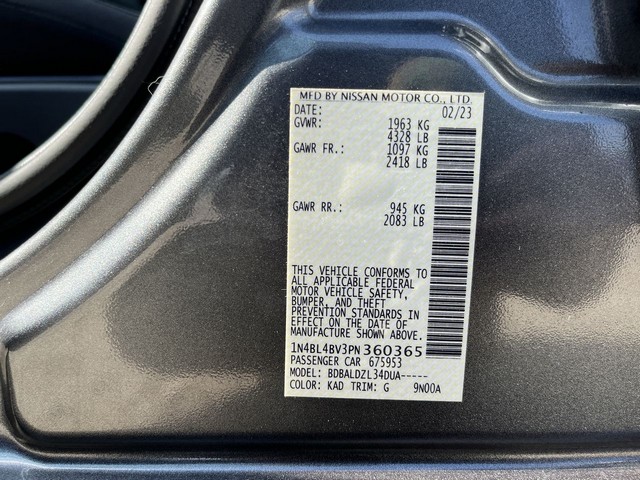 MFD BY NISSAN MOTOR CO., LTD.
DATE: 02/23
GVWR: 1963 KG
4328 LB
GAWR FR.: 1097 KG
2418 LB
GAWR RR.: 945 KG
2083 LB
THIS VEHICLE CONFORMS TO
ALL APPLICABLE FEDERAL
MOTOR VEHICLE SAFETY,
BUMPER, AND THEFT
PREVENTION STANDARDS IN
EFFECT ON THE DATE OF
MANUFACTURE SHOWN ABOVE.
1N4BL4BV3PN360365
PASSENGER CAR 675953
MODEL: BDBALDZL34DUA-----
COLOR: KAD TRIM: G 9N00A